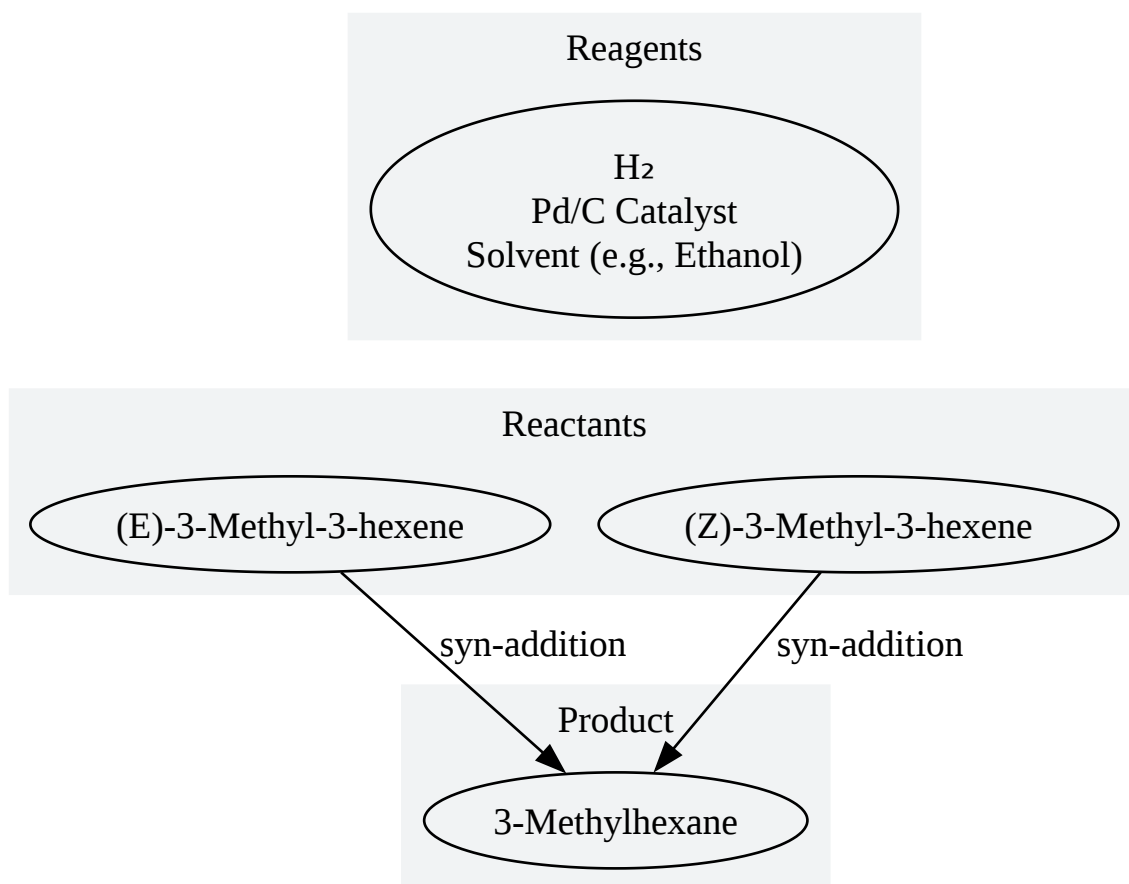 Reagents
H₂
Pd/C Catalyst
Solvent (e.g., Ethanol)
Reactants
(E)-3-Methyl-3-hexene
(Z)-3-Methyl-3-hexene
syn-addition
syn-addition
Product
3-Methylhexane